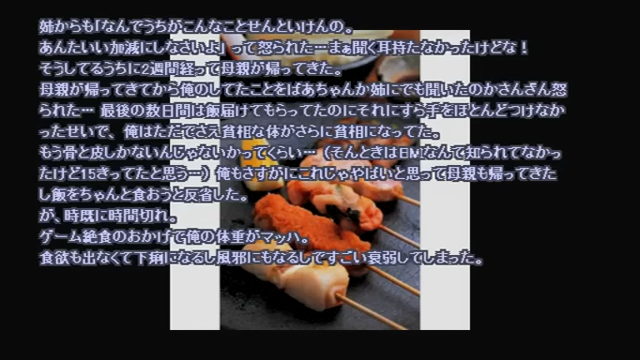 姉からも「なんでうちがこんなことせんといけんの。
あんたいい加減にしなさいよ」って怒られた…まぁ聞く耳持たなかったけどな！
そうしてるうちに2週間経って母親が帰ってきた。
母親が帰ってきてから俺のしてたことをばあちゃんか姉にでも聞いたのかさんざん怒
られた… 最後の数日間は飯届けてもらってたのにそれにすら手をほとんどつけなか
ったせいで、俺はただでさえ貧相な体がさらに貧相になってた。
もう骨と皮しかないんじゃないかってくらい…（そんときはBMIなんて知られてなかっ
たけど15きってたと思う…）俺もさすがにこれじゃやばいと思って母親も帰ってきた
し飯をちゃんと食おうと反省した。
が、時既に時間切れ。
ゲーム絶食のおかげで俺の体重がマッハ。
食欲も出なくて下痢になるし風邪にもなるしですごい衰弱してしまった。